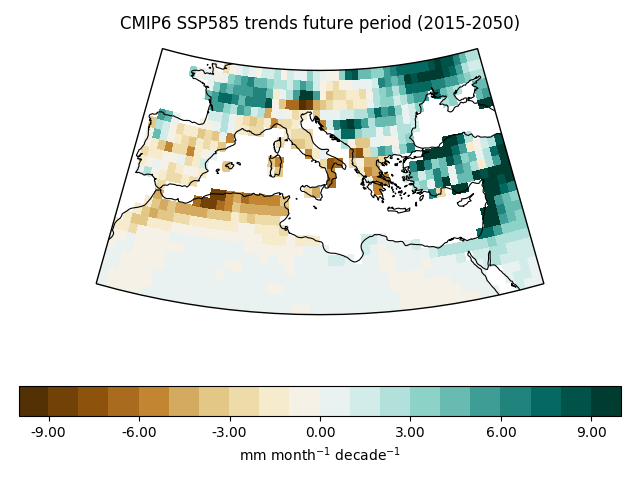 CMIP6 SSP585 trends future period (2015-2050)
-9.00 -6.00 -3.00 0.00 3.00 6.00 9.00
mm month⁻¹ decade⁻¹